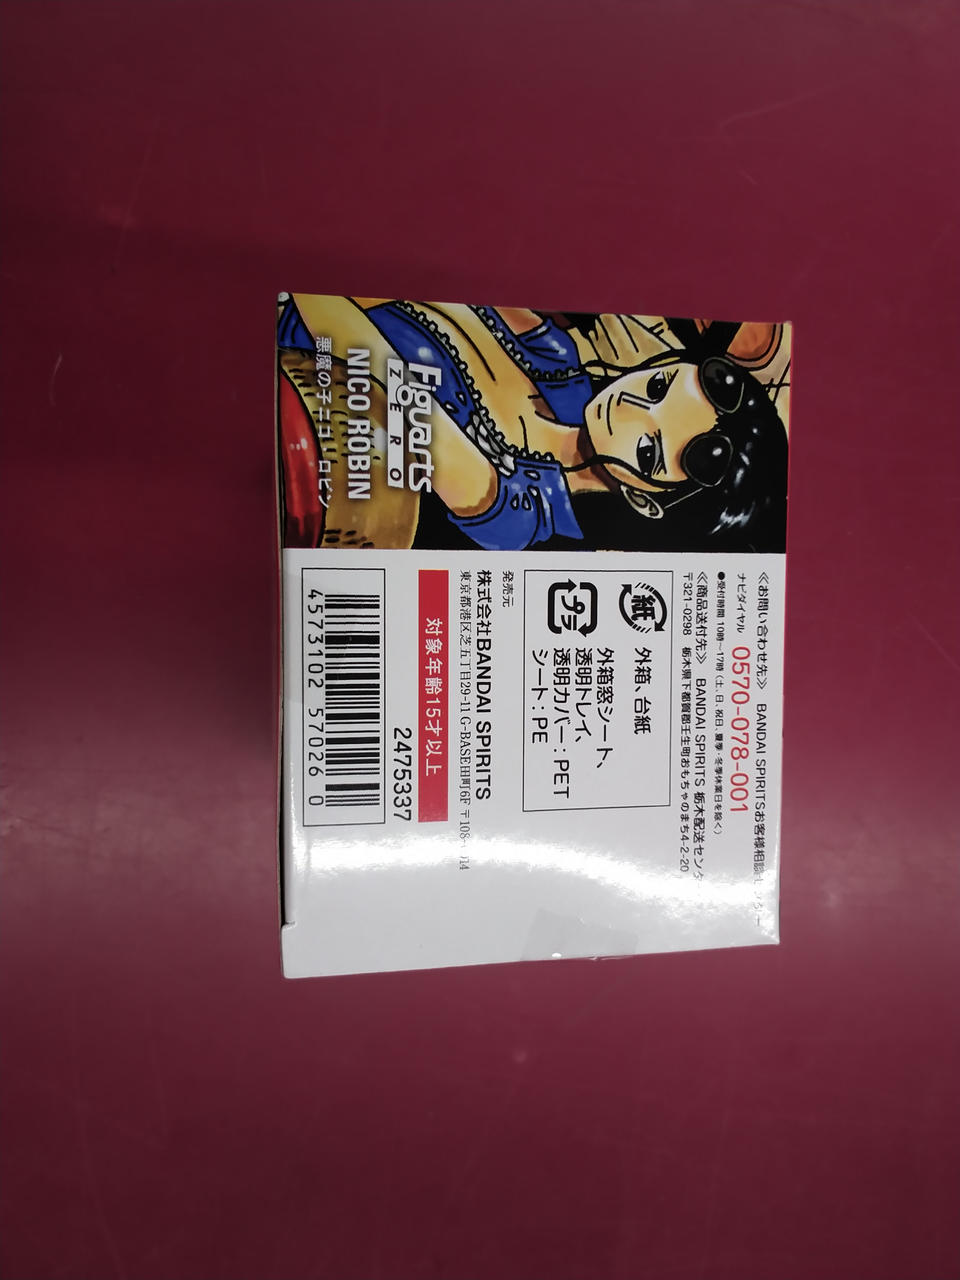 Figuarts
ZERO
NICO ROBIN
悪魔の子ニコ・ロビン
≪お問い合わせ先≫ BANDAI SPIRITSお客様相談センター
ナビダイヤル 0570-078-001
●受付時間 10時~17時(土、日、祝日、夏季・冬季休業日を除く)
≪商品送付先≫ BANDAI SPIRITS 栃木配送センター
〒321-0298 栃木県下都賀郡壬生町おもちゃのまち4-2-20
紙
外箱、台紙
プラ
外箱窓シート、
透明トレイ、
透明カバー:PET
シート:PE
発売元
株式会社BANDAI SPIRITS
東京都港区芝五丁目29-11 G-BASE田町6F
対象年齢15才以上
2475337
4573102 57026 0